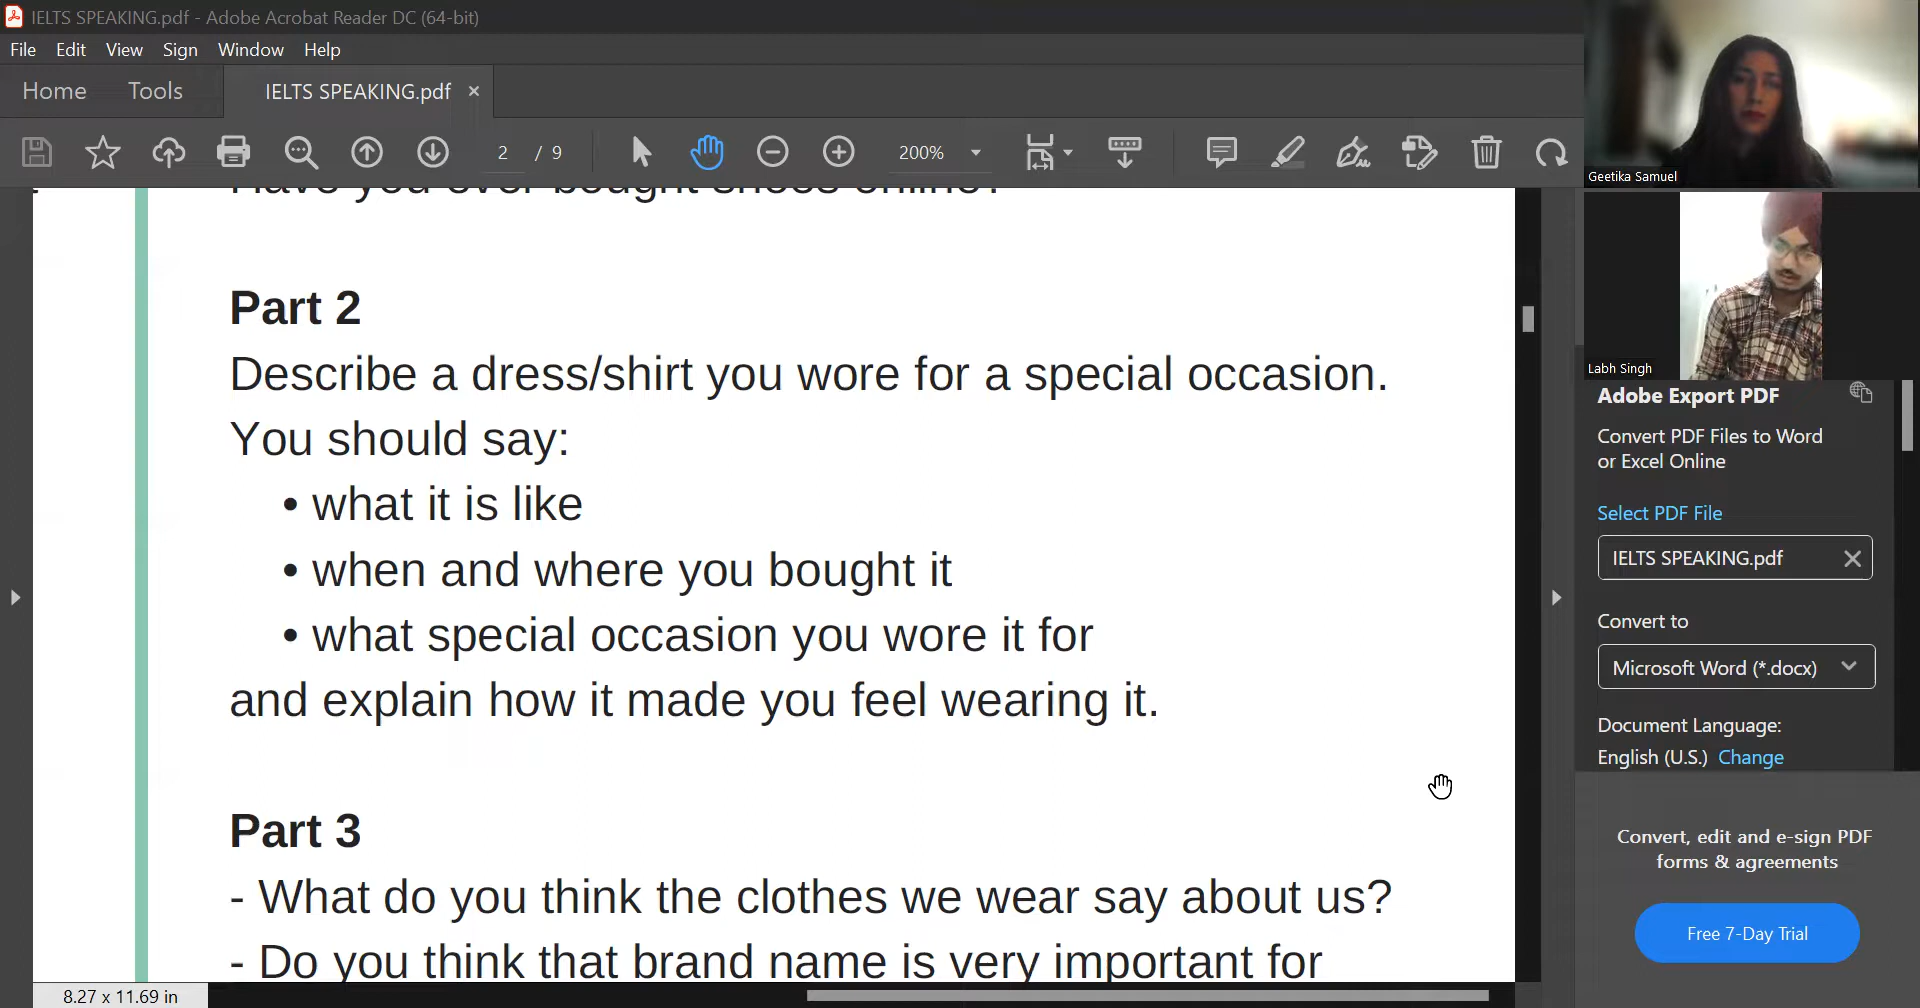 IELTS SPEAKING.pdf - Adobe Acrobat Reader DC (64-bit)
File Edit View Sign Window Help
Home Tools IELTS SPEAKING.pdf ×
2 / 9 200%
Have you ever bought shoes online?
Part 2
Describe a dress/shirt you wore for a special occasion.
You should say:
• what it is like
• when and where you bought it
• what special occasion you wore it for
and explain how it made you feel wearing it.
Part 3
- What do you think the clothes we wear say about us?
- Do you think that brand name is very important for
8.27 x 11.69 in
Geetika Samuel
Labh Singh
Adobe Export PDF
Convert PDF Files to Word
or Excel Online
Select PDF File
IELTS SPEAKING.pdf
Convert to
Microsoft Word (*.docx)
Document Language:
English (U.S.) Change
Convert, edit and e-sign PDF
forms & agreements
Free 7-Day Trial